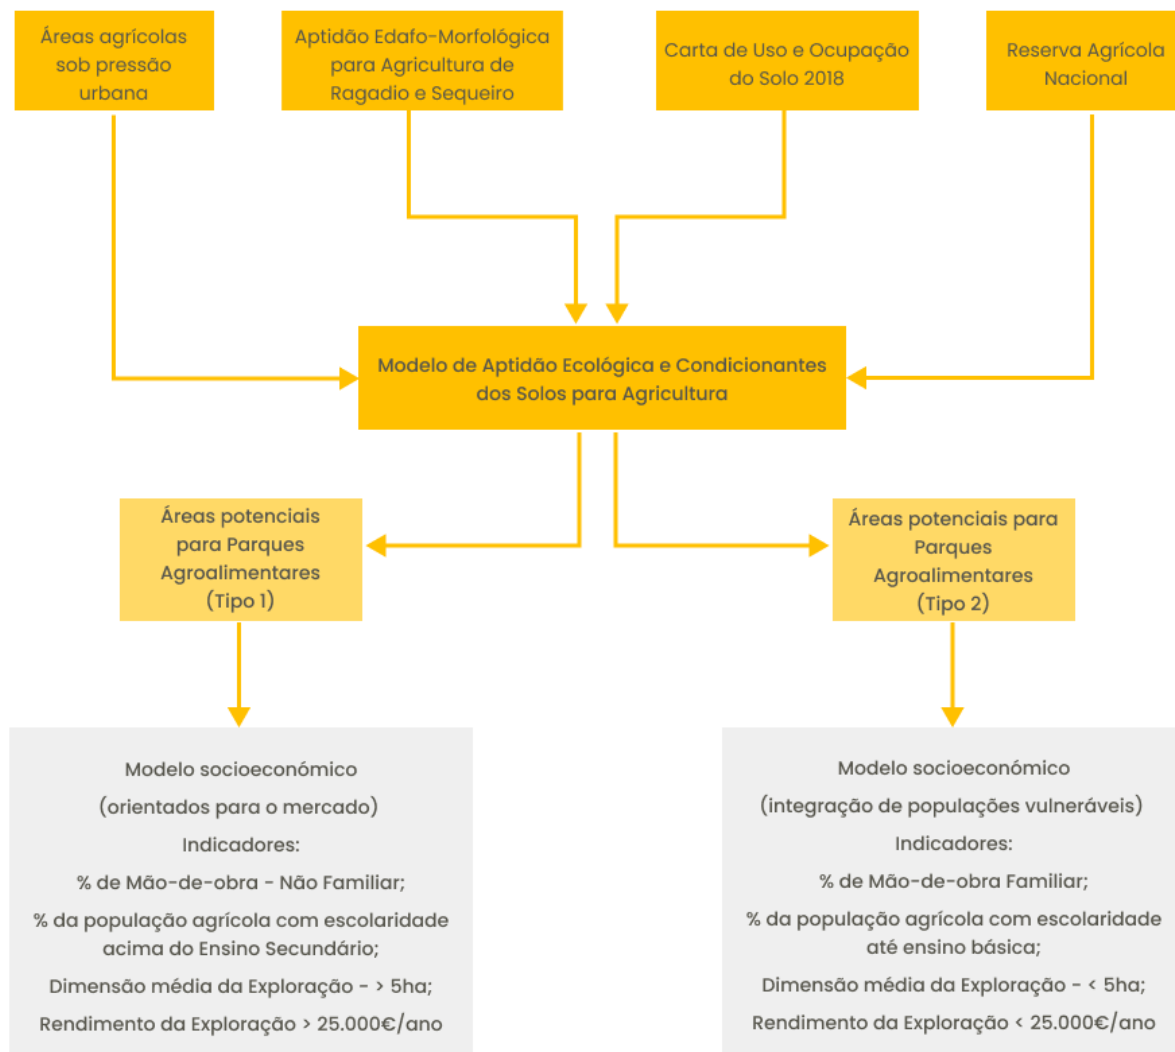 Áreas agrícolas
sob pressão
urbana
Aptidão Edafo-Morfológica
para Agricultura de
Ragadio e Sequeiro
Carta de Uso e Ocupação
do Solo 2018
Reserva Agrícola
Nacional
Modelo de Aptidão Ecológica e Condicionantes
dos Solos para Agricultura
Áreas potenciais
para Parques
Agroalimentares
(Tipo 1)
Áreas potenciais para
Parques
Agroalimentares
(Tipo 2)
Modelo socioeconómico
(orientados para o mercado)
Indicadores:
% de Mão-de-obra - Não Familiar;
% da população agrícola com escolaridade
acima do Ensino Secundário;
Dimensão média da Exploração - > 5ha;
Rendimento da Exploração > 25.000€/ano
Modelo socioeconómico
(integração de populações vulneráveis)
Indicadores:
% de Mão-de-obra Familiar;
% da população agrícola com escolaridade
até ensino básica;
Dimensão média da Exploração - < 5ha;
Rendimento da Exploração < 25.000€/ano